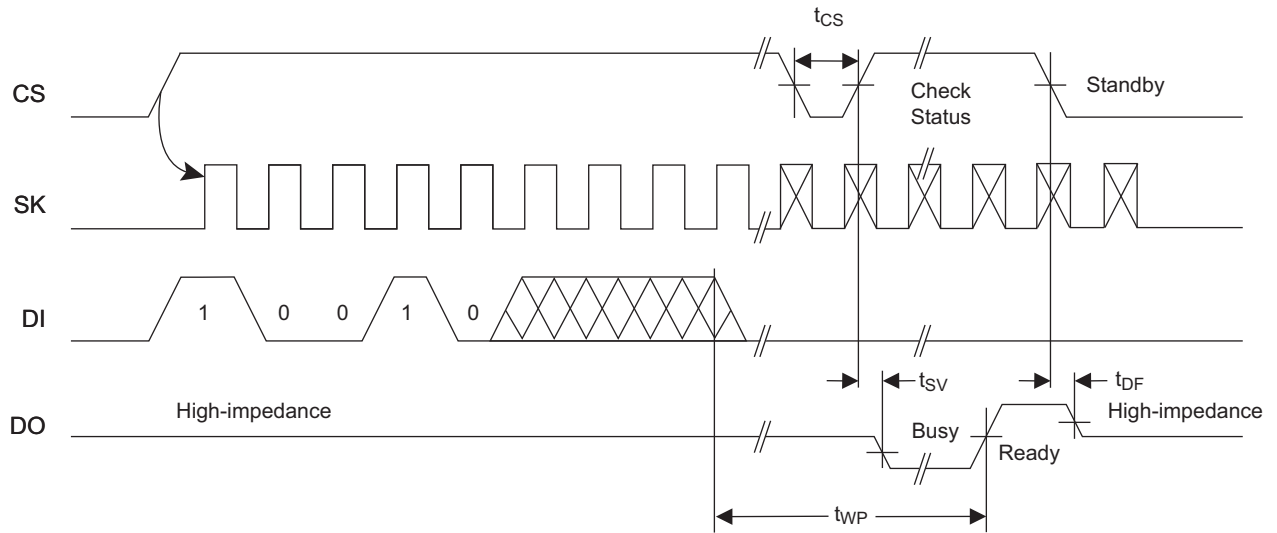 tCS
CS
Check
Status
Standby
SK
DI
1 0 0 1 0
tSV
tDF
DO
High-impedance
Busy
Ready
High-impedance
tWP